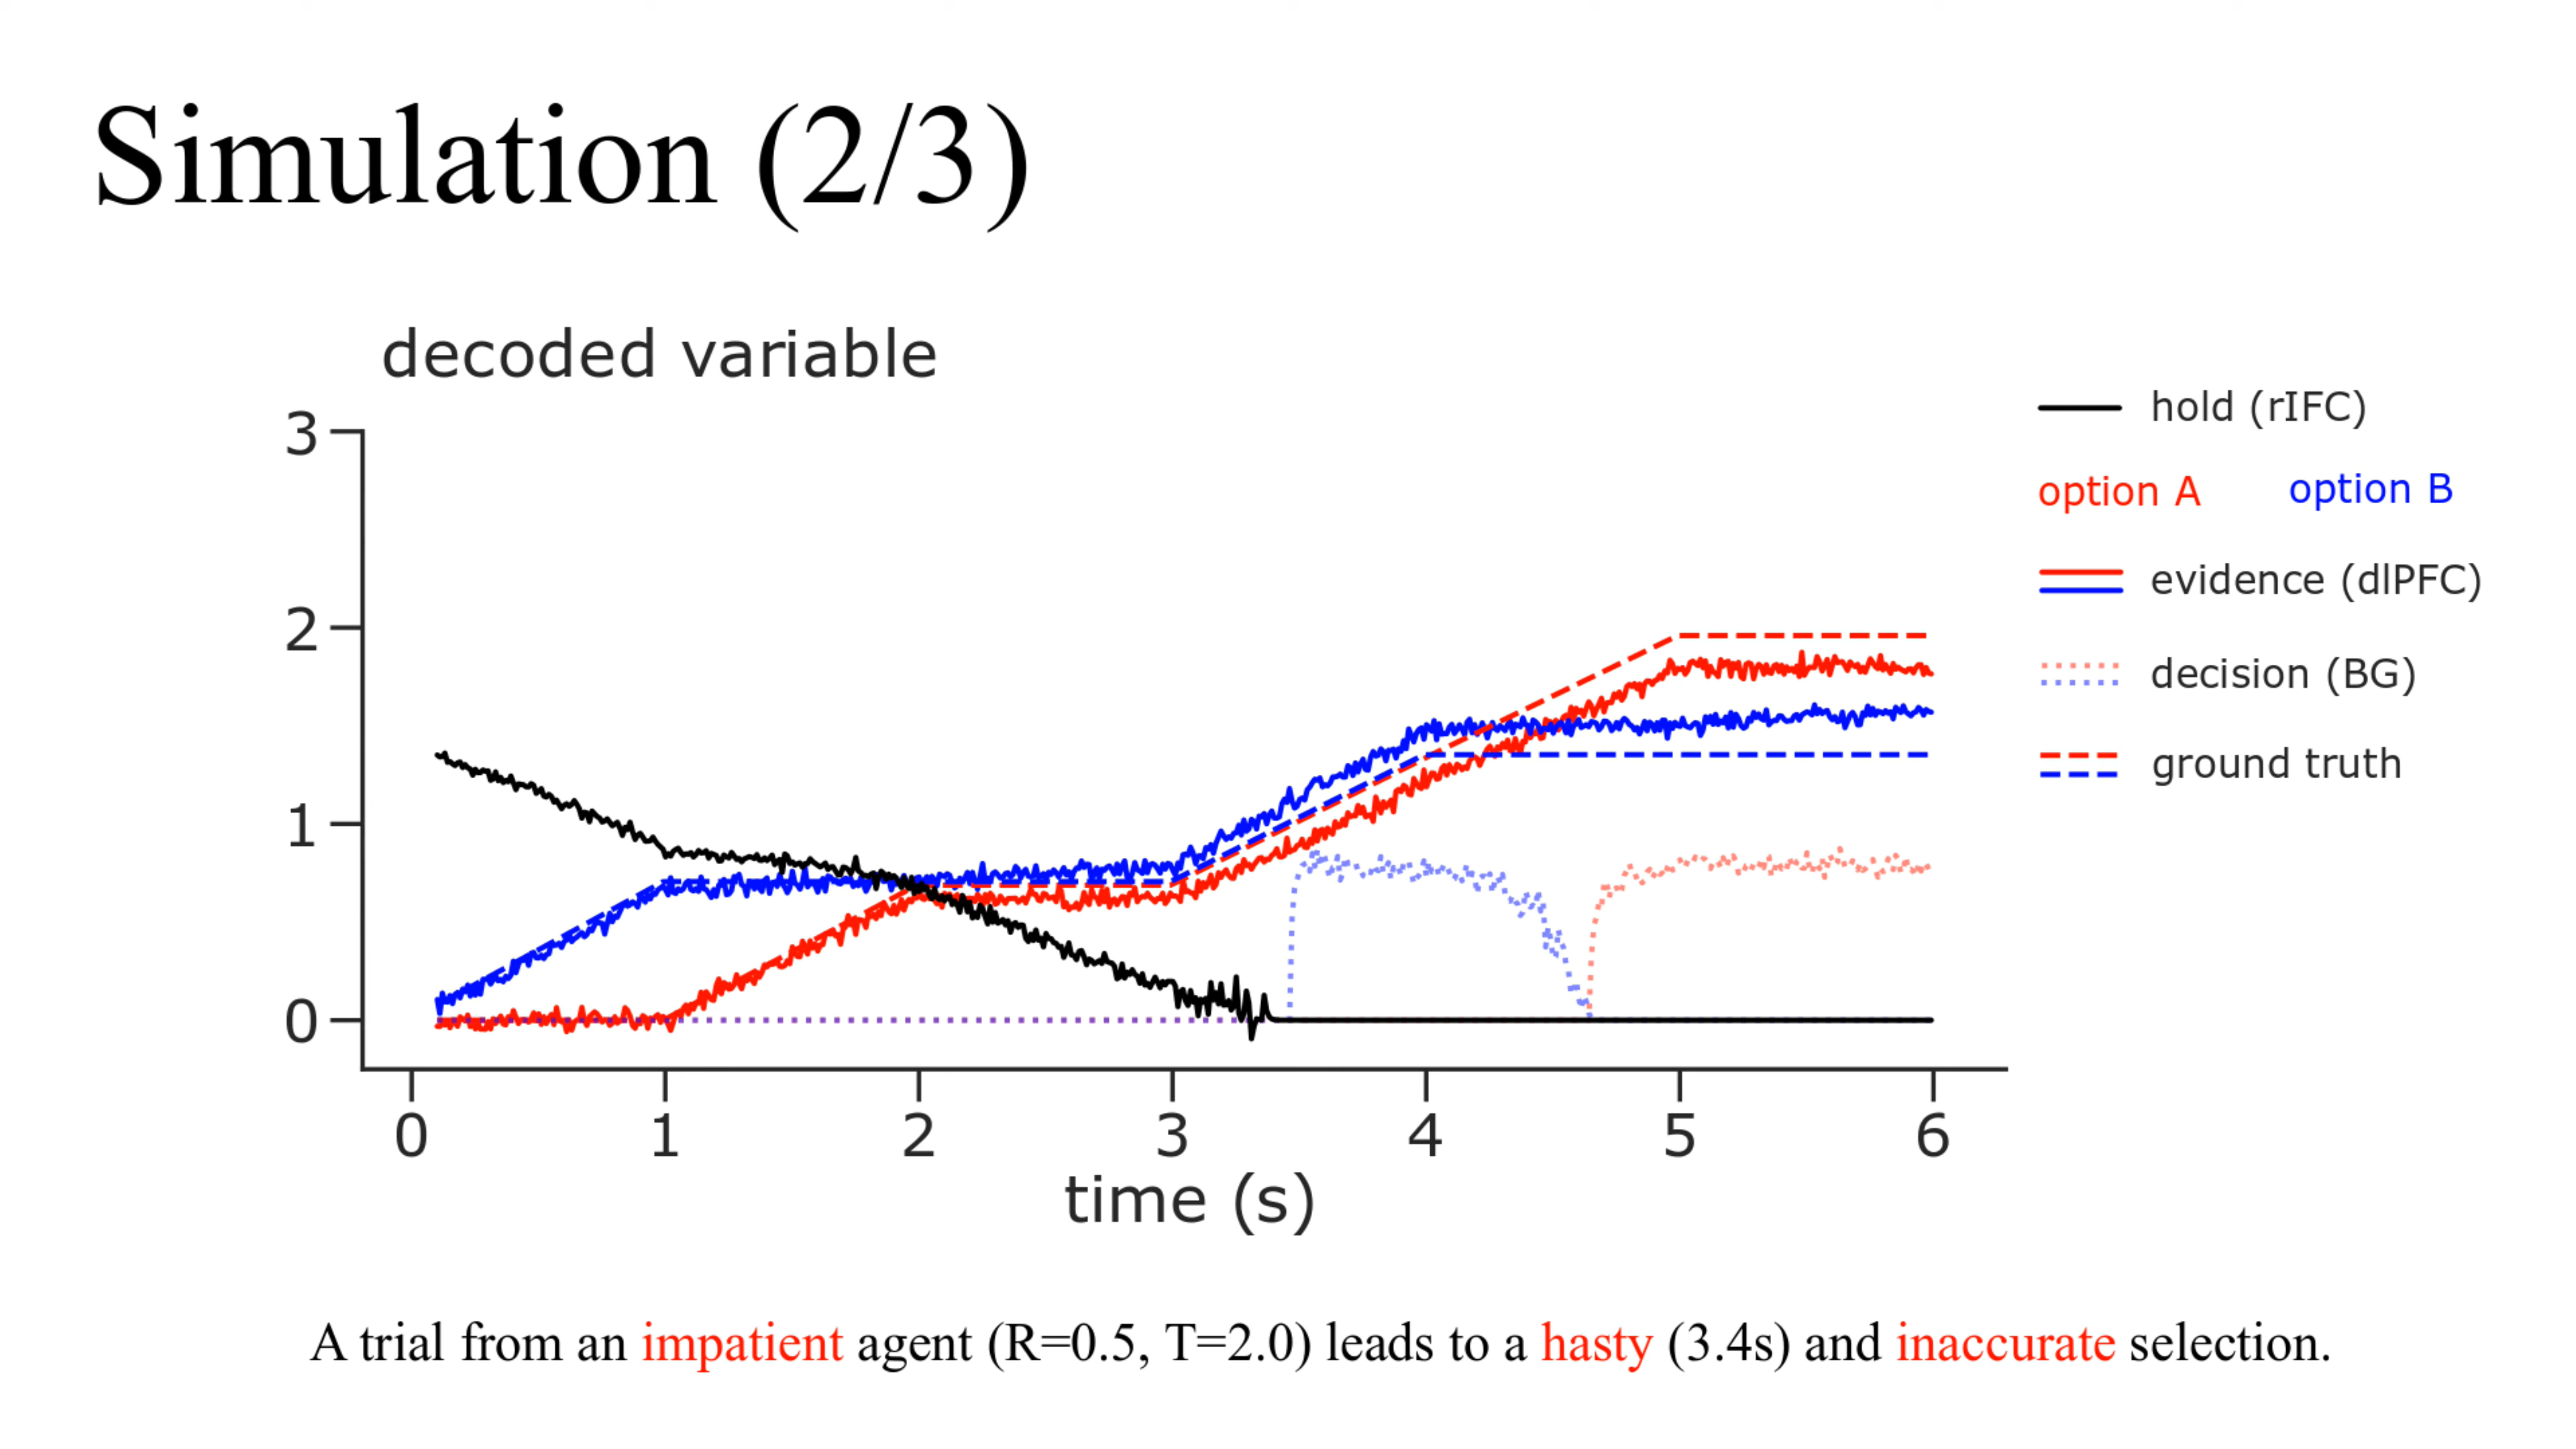 Simulation (2/3)
decoded variable
3
2
1
0
0 1 2 3 4 5 6
time (s)
hold (rIFC)
option A option B
evidence (dlPFC)
decision (BG)
ground truth
A trial from an impatient agent (R=0.5, T=2.0) leads to a hasty (3.4s) and inaccurate selection.